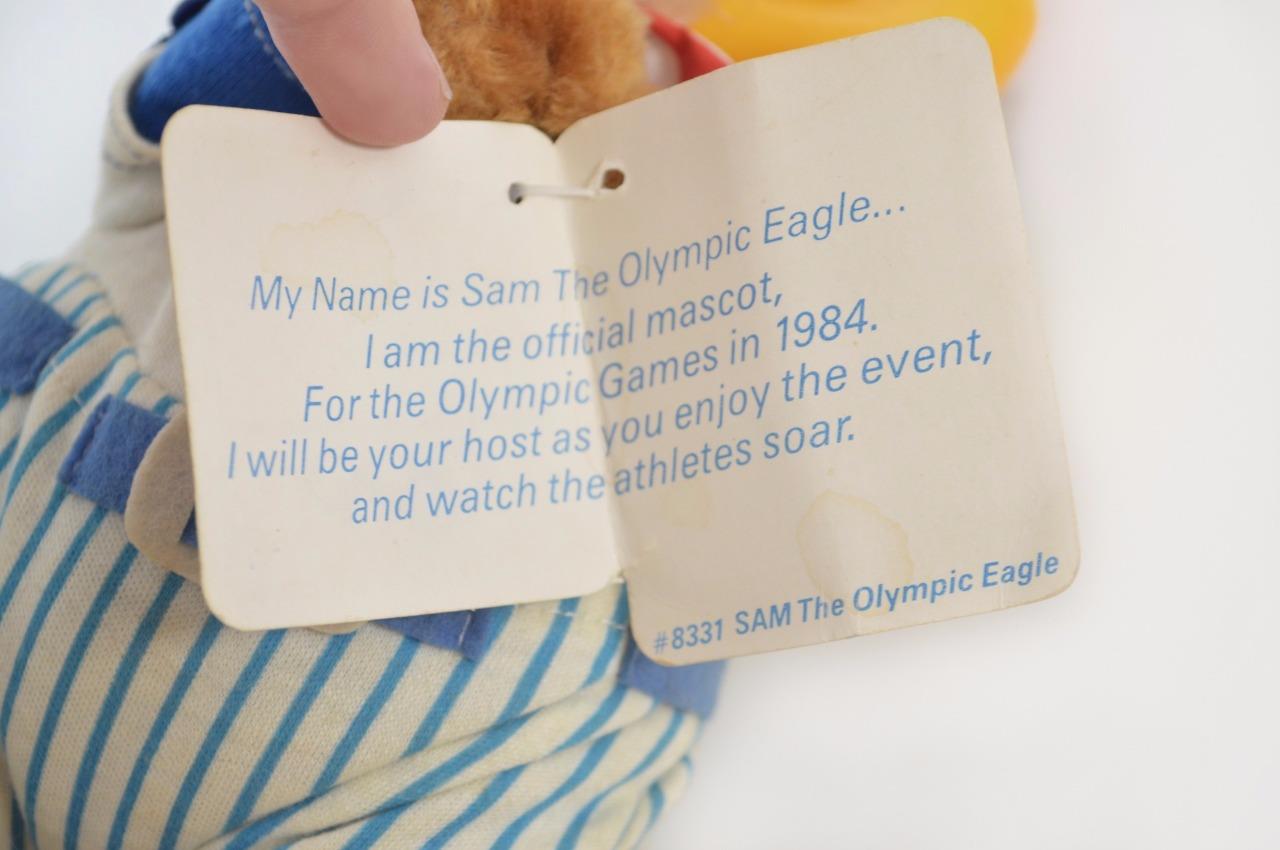 My Name is Sam The Olympic Eagle...
I am the official mascot,
For the Olympic Games in 1984.
I will be your host as you enjoy the event,
and watch the athletes soar.
#8331 SAM The Olympic Eagle